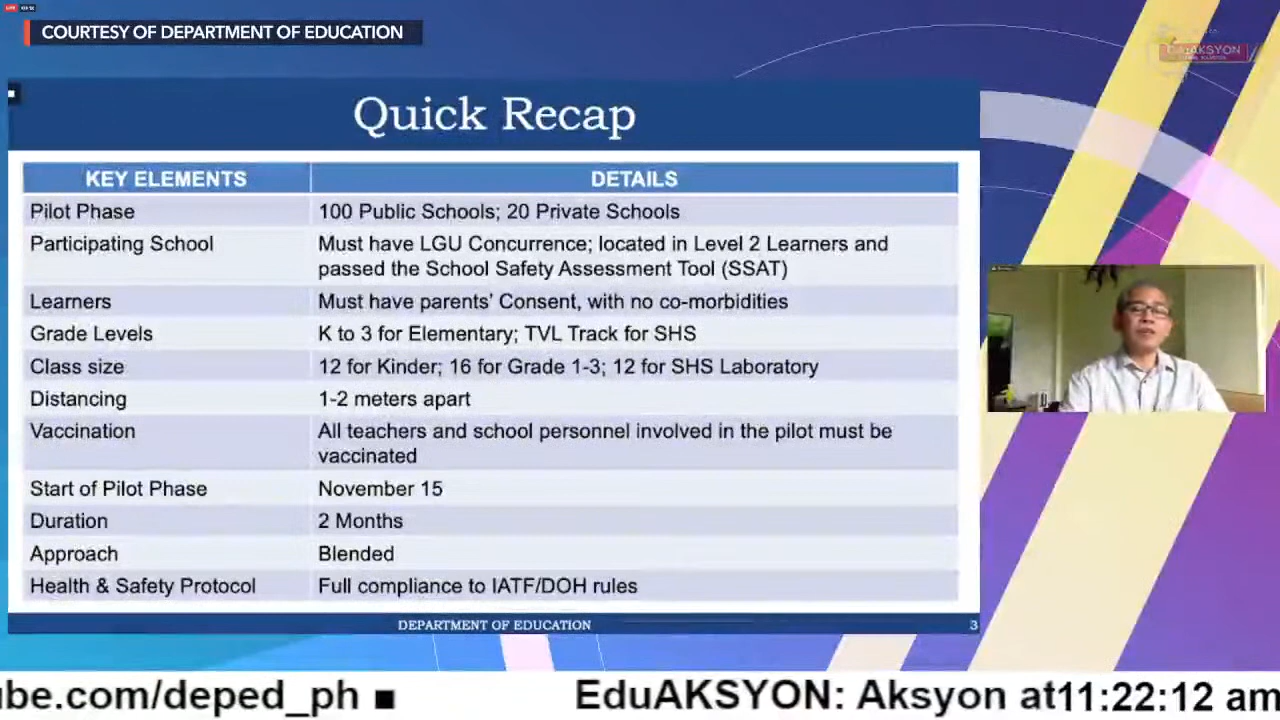 COURTESY OF DEPARTMENT OF EDUCATION
EduAKSYON
Quick Recap
KEY ELEMENTS DETAILS
Pilot Phase 100 Public Schools; 20 Private Schools
Participating School Must have LGU Concurrence; located in Level 2 Learners and
passed the School Safety Assessment Tool (SSAT)
Learners Must have parents’ Consent, with no co-morbidities
Grade Levels K to 3 for Elementary; TVL Track for SHS
Class size 12 for Kinder; 16 for Grade 1-3; 12 for SHS Laboratory
Distancing 1-2 meters apart
Vaccination All teachers and school personnel involved in the pilot must be
vaccinated
Start of Pilot Phase November 15
Duration 2 Months
Approach Blended
Health & Safety Protocol Full compliance to IATF/DOH rules
DEPARTMENT OF EDUCATION 3
ube.com/deped_ph ■ EduAKSYON: Aksyon at 11:22:12 am